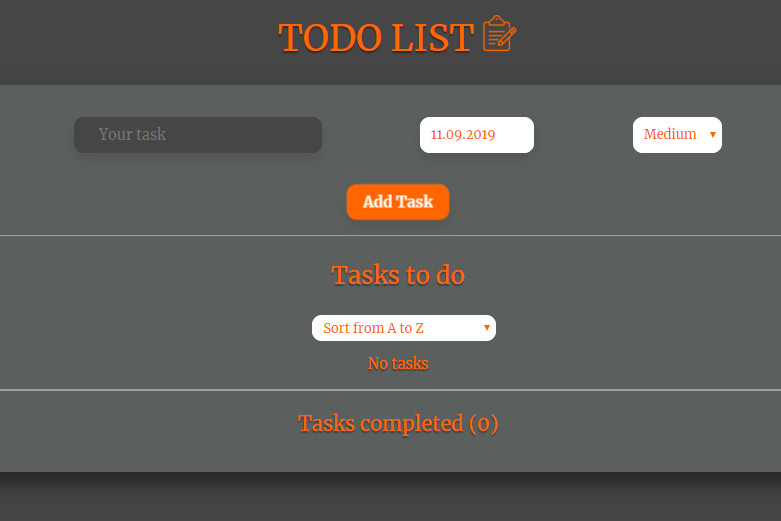 TODO LIST
Your task
11.09.2019
Medium
Add Task
Tasks to do
Sort from A to Z
No tasks
Tasks completed (0)